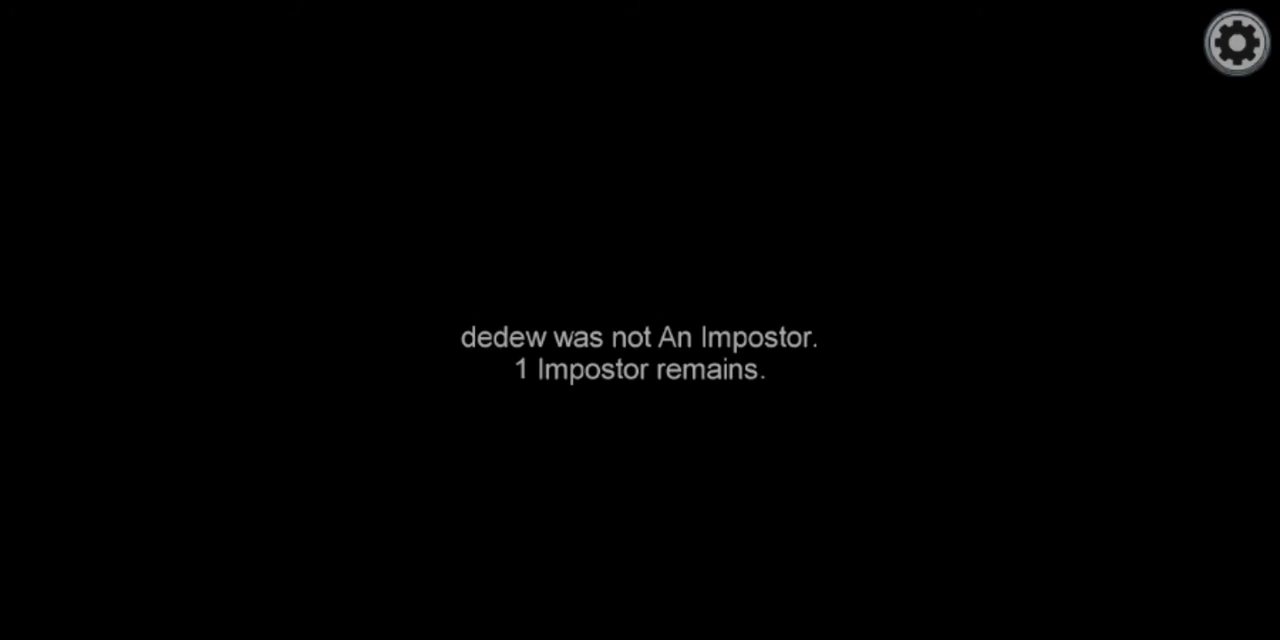 dedew was not An Impostor.
1 Impostor remains.